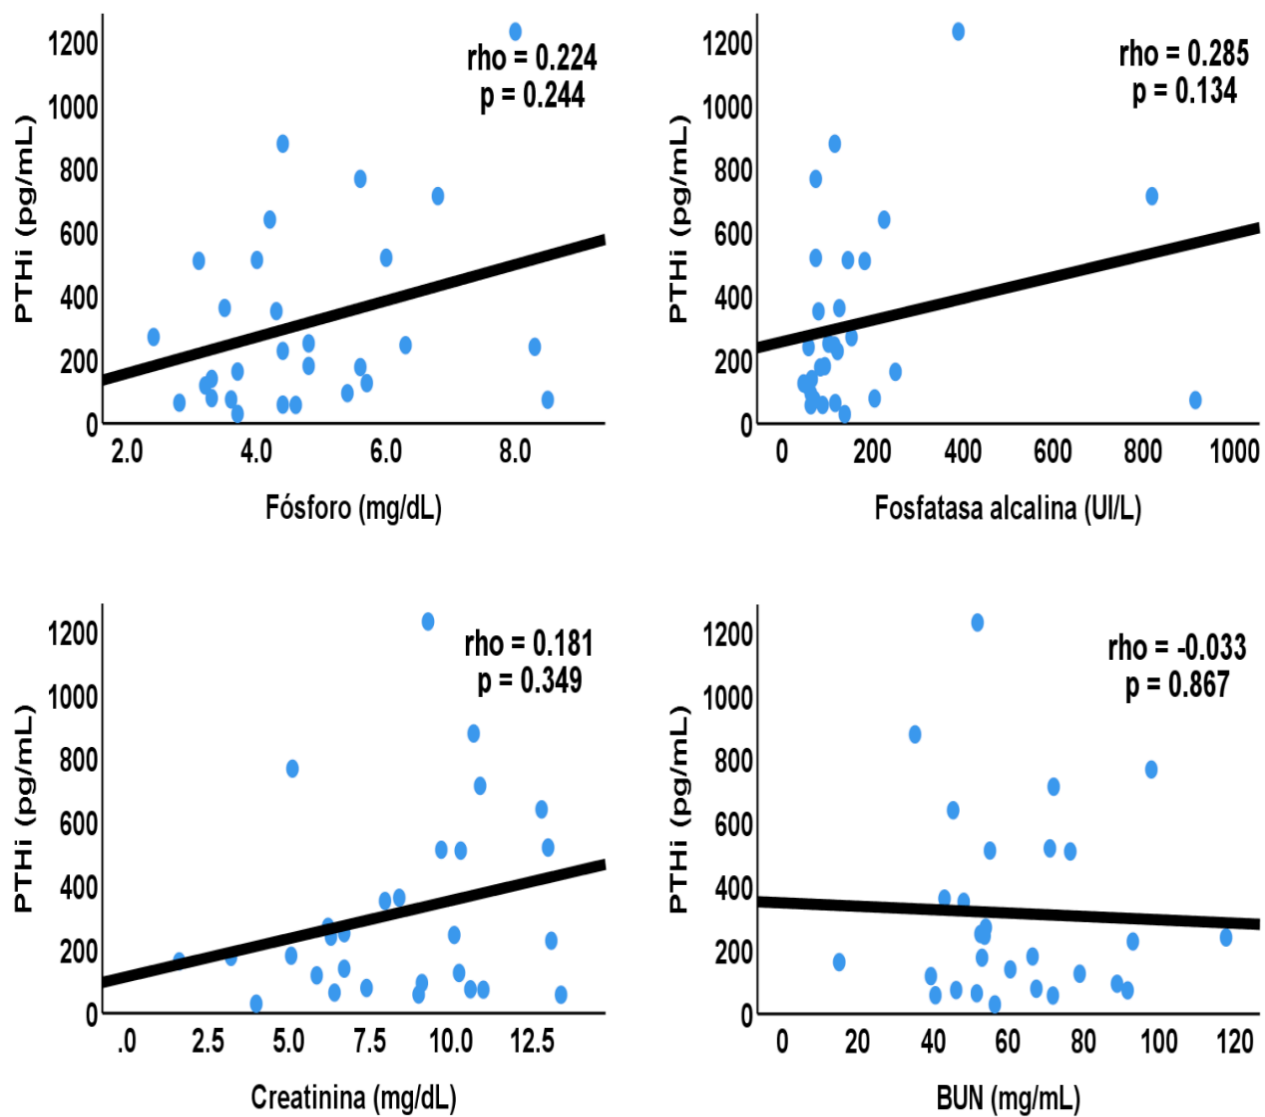 PTHi (pg/mL)
1200
1000
800
600
400
200
0
rho = 0.224
p = 0.244
2.0 4.0 6.0 8.0
Fósforo (mg/dL)
PTHi (pg/mL)
1200
1000
800
600
400
200
0
rho = 0.285
p = 0.134
0 200 400 600 800 1000
Fosfatasa alcalina (UI/L)
PTHi (pg/mL)
1200
1000
800
600
400
200
0
rho = 0.181
p = 0.349
.0 2.5 5.0 7.5 10.0 12.5
Creatinina (mg/dL)
PTHi (pg/mL)
1200
1000
800
600
400
200
0
rho = -0.033
p = 0.867
0 20 40 60 80 100 120
BUN (mg/mL)